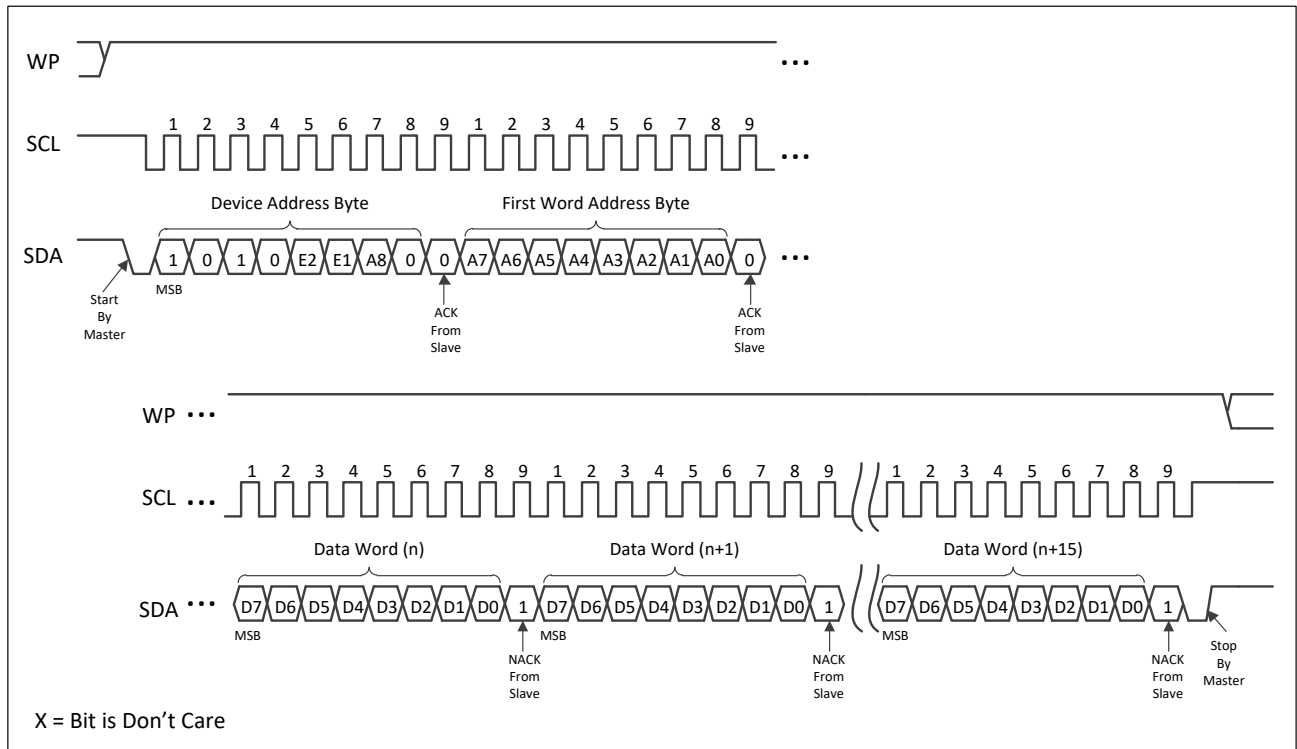 WP
...
1 2 3 4 5 6 7 8 9 1 2 3 4 5 6 7 8 9
SCL
...
Device Address Byte
First Word Address Byte
SDA
1 0 1 0 E2 E1 A8 0 0 A7 A6 A5 A4 A3 A2 A1 A0 0
...
MSB
Start
By
Master
ACK
From
Slave
ACK
From
Slave
WP ...
1 2 3 4 5 6 7 8 9 1 2 3 4 5 6 7 8 9 1 2 3 4 5 6 7 8 9
SCL ...
Data Word (n)
Data Word (n+1)
Data Word (n+15)
SDA ...
D7 D6 D5 D4 D3 D2 D1 D0 1 D7 D6 D5 D4 D3 D2 D1 D0 1 D7 D6 D5 D4 D3 D2 D1 D0 1
MSB
MSB
MSB
NACK
From
Slave
NACK
From
Slave
NACK
From
Slave
Stop
By
Master
X = Bit is Don't Care